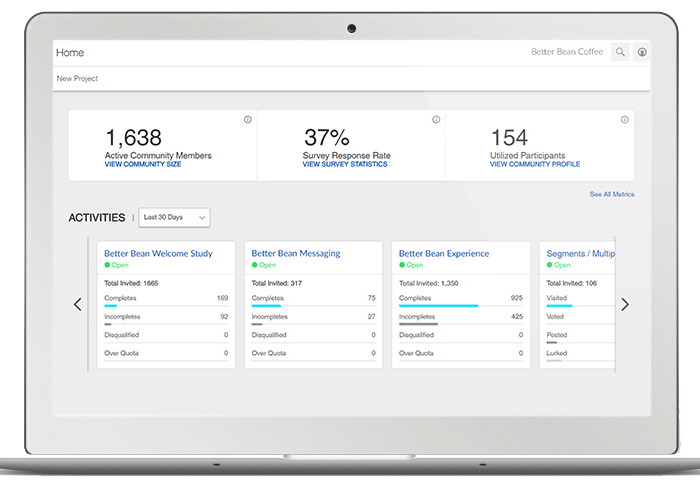 Home
Better Bean Coffee
New Project
1,638
Active Community Members
VIEW COMMUNITY SIZE
37%
Survey Response Rate
VIEW SURVEY STATISTICS
154
Utilized Participants
VIEW COMMUNITY PROFILE
See All Metrics
ACTIVITIES | Last 30 Days
Better Bean Welcome Study
Open
Total Invited: 1665
Completes 169
Incompletes 92
Disqualified 0
Over Quota 0
Better Bean Messaging
Open
Total Invited: 317
Completes 75
Incompletes 27
Disqualified 0
Over Quota 0
Better Bean Experience
Open
Total Invited: 1,350
Completes 925
Incompletes 425
Disqualified 0
Over Quota 0
Segments / Multip
Open
Total Invited: 106
Visited
Voted
Posted
Lurked